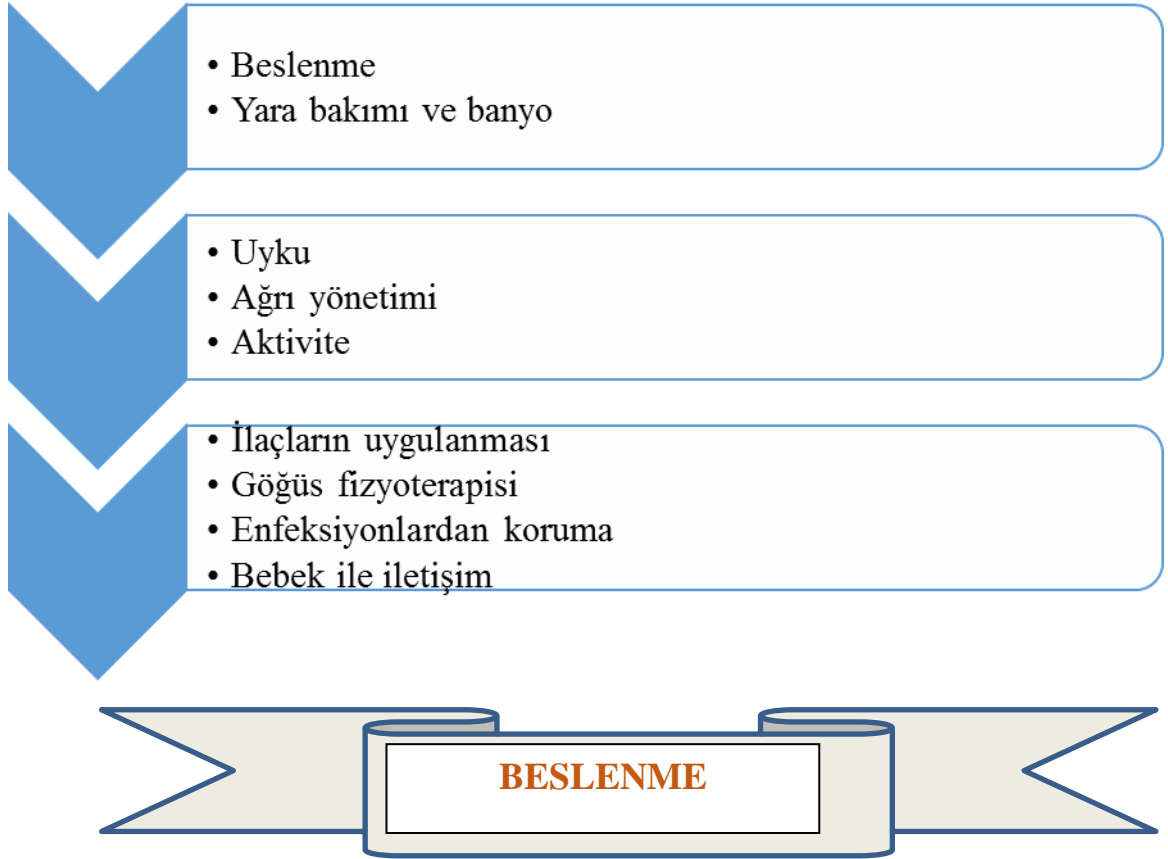 • Beslenme
• Yara bakımı ve banyo
• Uyku
• Ağrı yönetimi
• Aktivite
• İlaçların uygulanması
• Göğüs fizyoterapisi
• Enfeksiyonlardan koruma
• Bebek ile iletişim
BESLENME